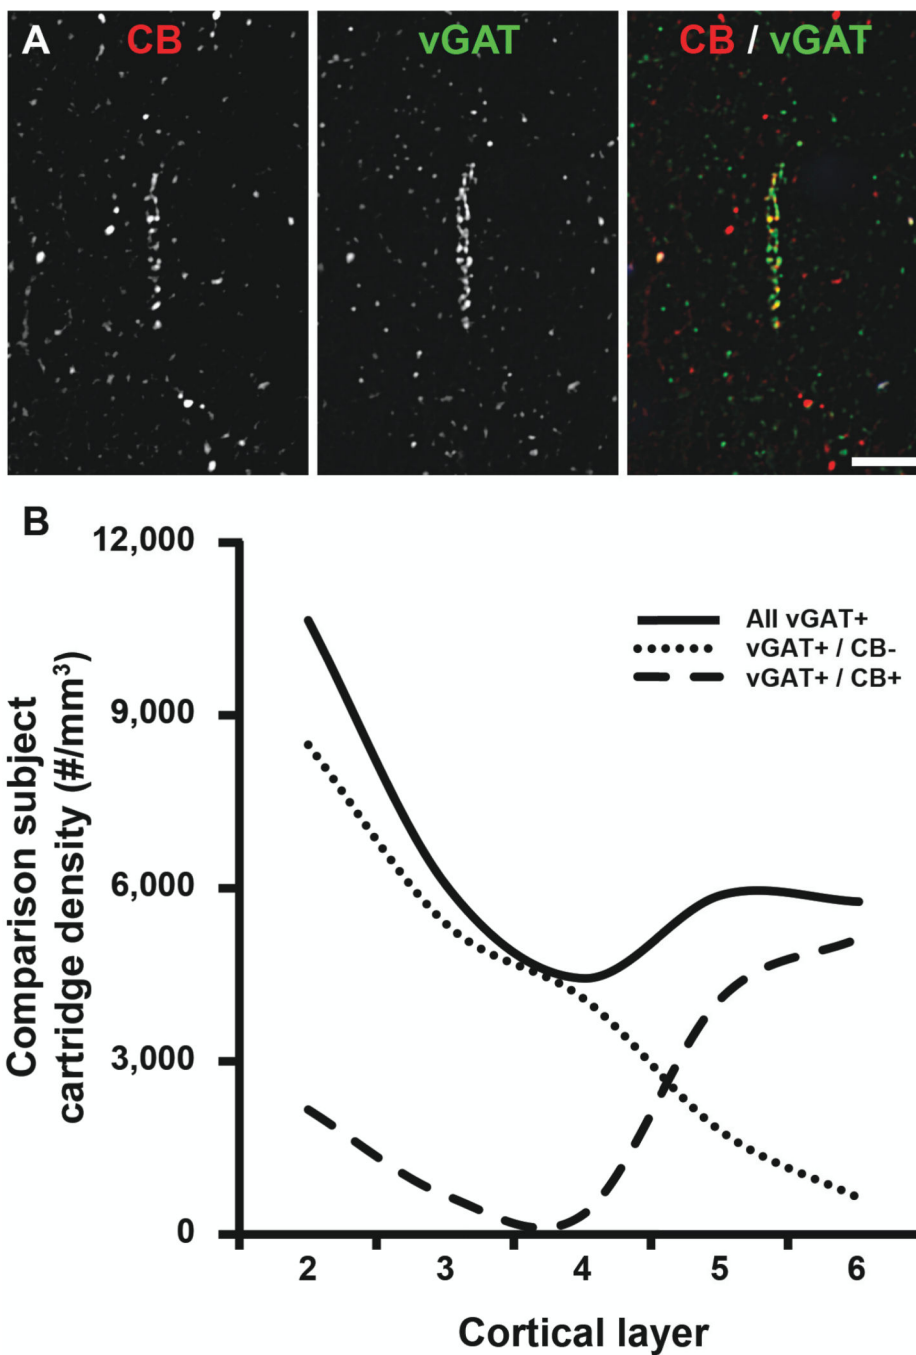 A
CB
vGAT
CB / vGAT
B
12,000
9,000
6,000
3,000
0
Comparison subject
cartridge density (#/mm³)
All vGAT+
vGAT+ / CB-
vGAT+ / CB+
2 3 4 5 6
Cortical layer